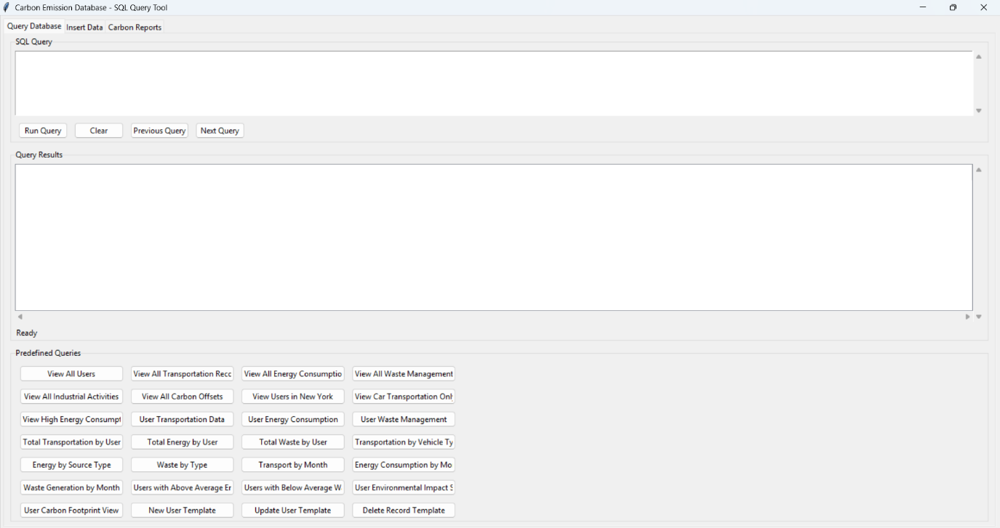 Carbon Emission Database - SQL Query Tool
Query Database Insert Data Carbon Reports
SQL Query
Run Query Clear Previous Query Next Query
Query Results
Ready
Predefined Queries
View All Users View All Transportation Recc View All Energy Consumptio View All Waste Management
View All Industrial Activities View All Carbon Offsets View Users in New York View Car Transportation Onl
View High Energy Consumpt User Transportation Data User Energy Consumption User Waste Management
Total Transportation by User Total Energy by User Total Waste by User Transportation by Vehicle Ty
Energy by Source Type Waste by Type Transport by Month Energy Consumption by Mo
Waste Generation by Month Users with Above Average Er Users with Below Average W User Environmental Impact S
User Carbon Footprint View New User Template Update User Template Delete Record Template